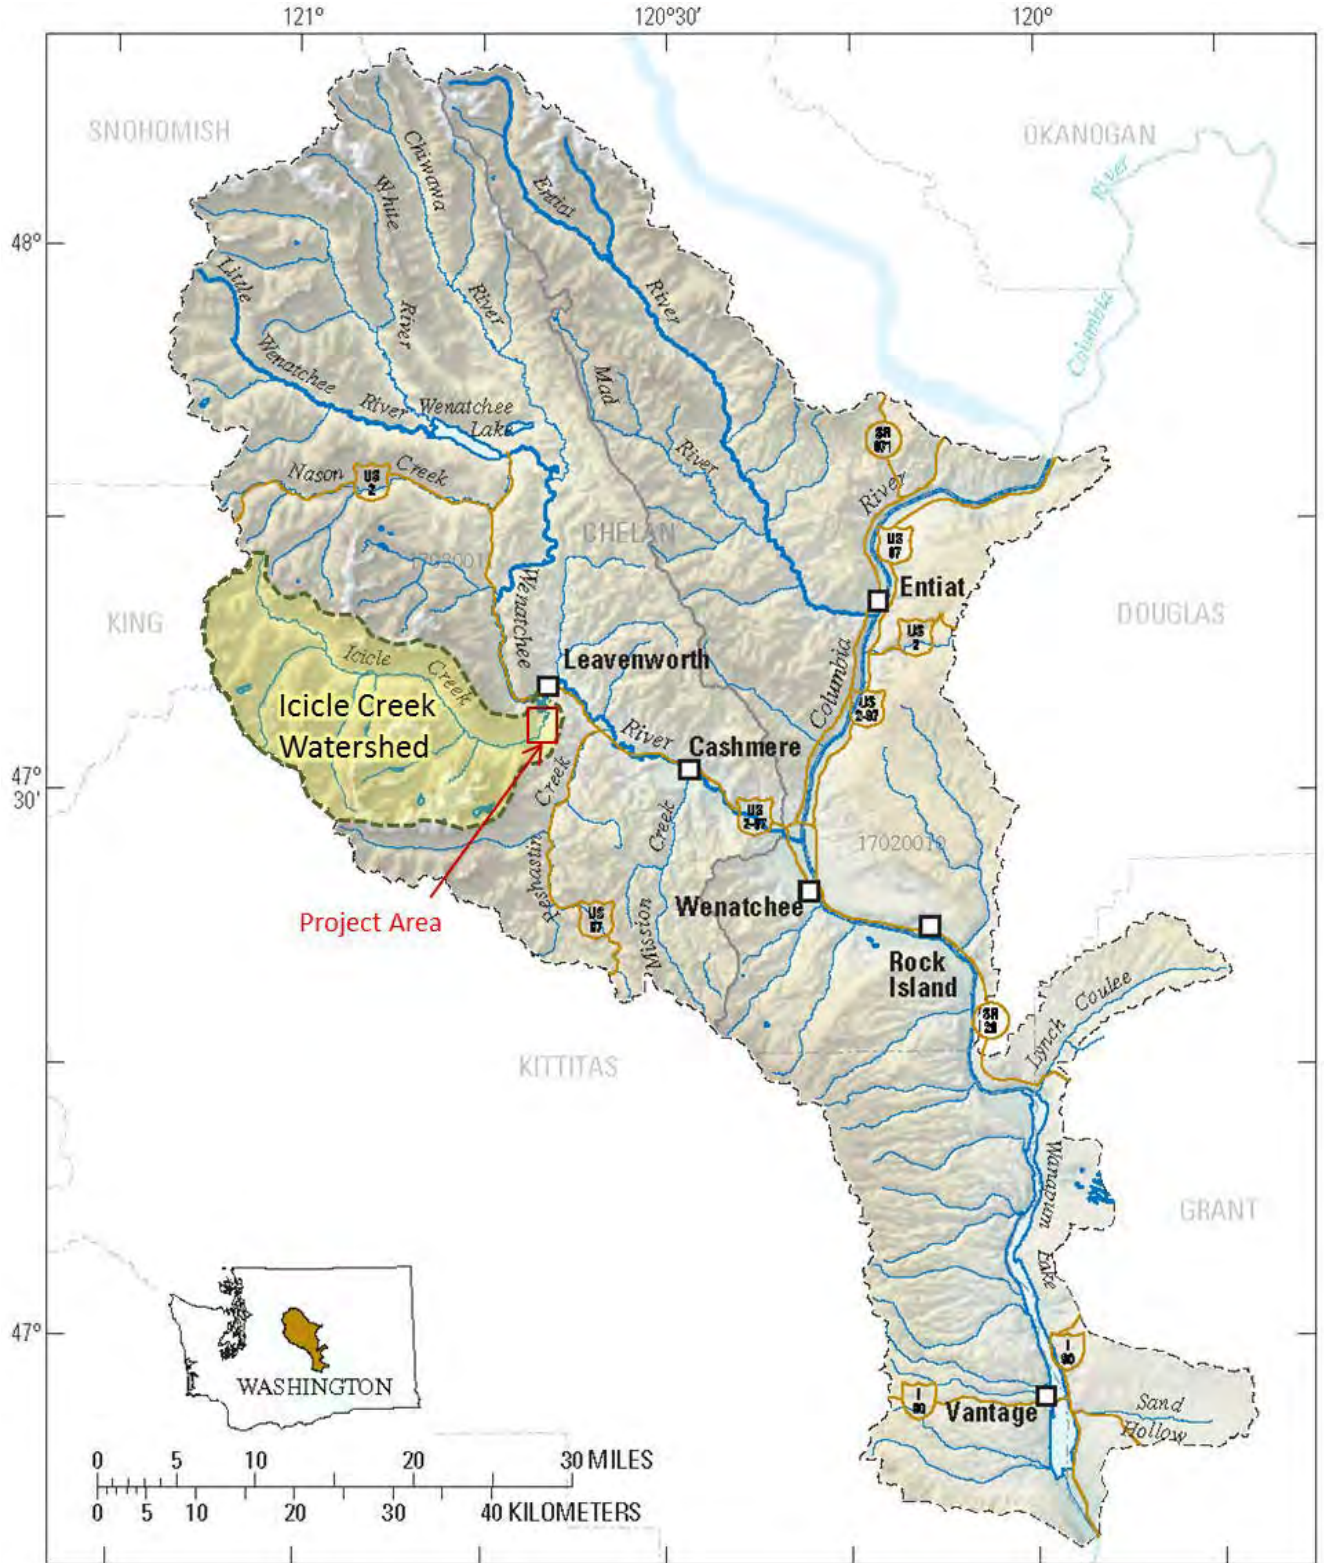 121°
120°30'
120°
SNOHOMISH
OKANOGAN
River
Columbia
48°
Chiwawa
River
White
River
Entiat
River
Little
Wenatchee
River
Wenatchee
Lake
Mad
River
Nason
Creek
US
2
SR
971
River
Columbia
US
97
CHELAN
Entiat
KING
DOUGLAS
US
2
Wenatchee
River
Leavenworth
Icicle
Creek
Icicle Creek
Watershed
US
2-97
Cashmere
47°
30'
Creek
Peshastin
Creek
Mission
US
2-97
17020010
Project Area
Wenatchee
US
97
Rock
Island
Lynch
Coulee
SR
28
KITTITAS
Wanapum
Lake
GRANT
47°
WASHINGTON
I
90
I
90
Vantage
Sand
Hollow
0
5
10
20
30 MILES
0
5
10
20
30
40 KILOMETERS